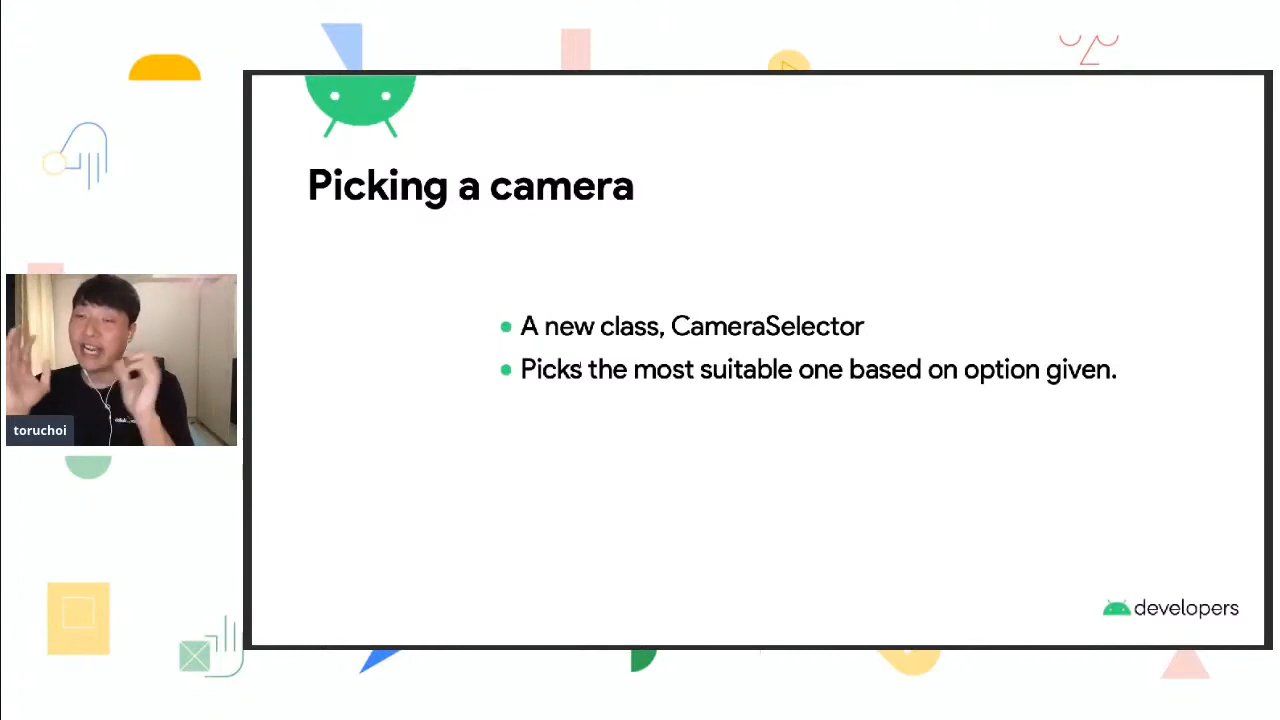 Picking a camera
A new class, CameraSelector
Picks the most suitable one based on option given.
toruchoi
developers